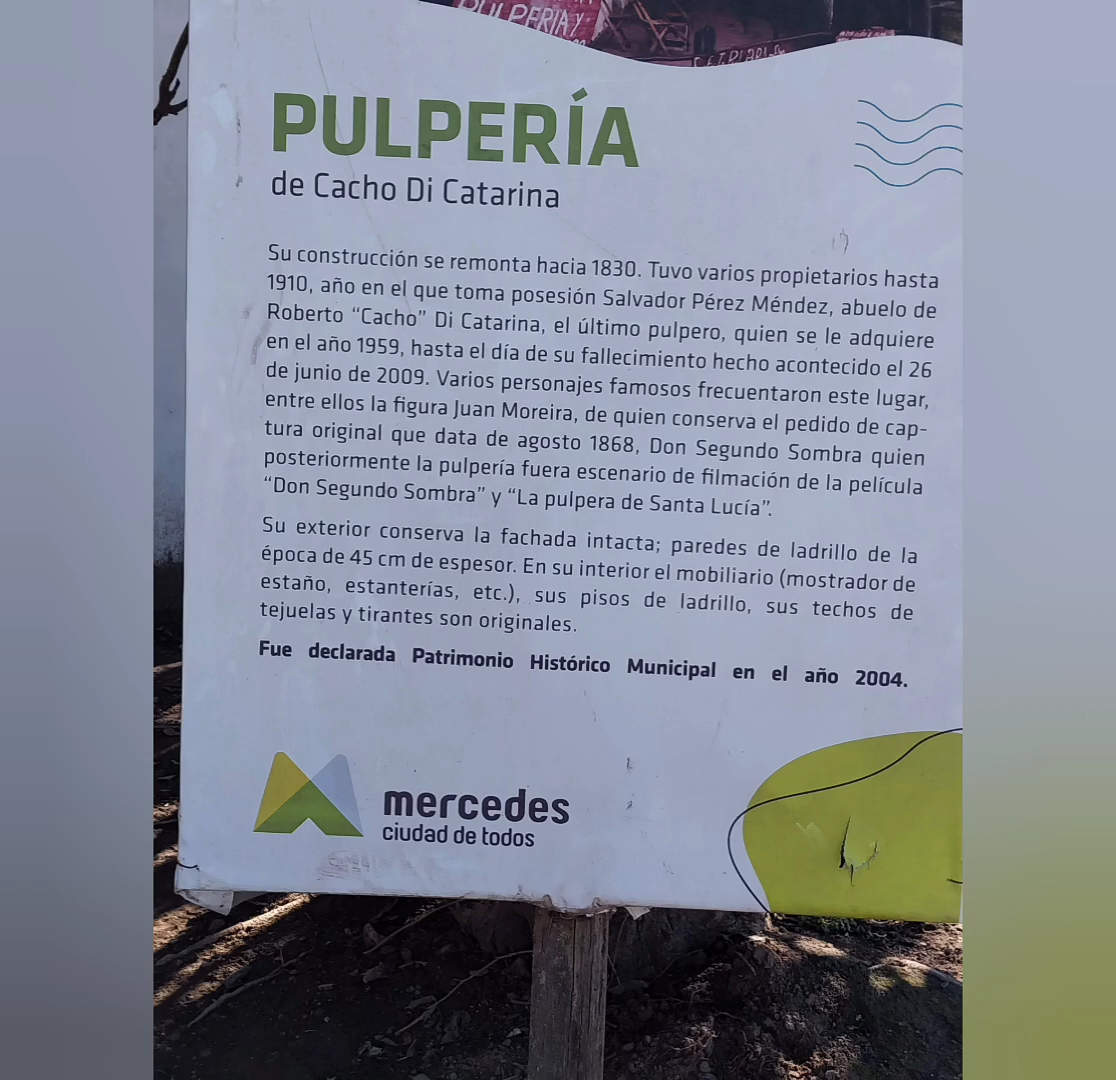 PULPERIA Y
PULPERÍA
de Cacho Di Catarina
Su construcción se remonta hacia 1830. Tuvo varios propietarios hasta
1910, año en el que toma posesión Salvador Pérez Méndez, abuelo de
Roberto “Cacho” Di Catarina, el último pulpero, quien se le adquiere
en el año 1959, hasta el día de su fallecimiento hecho acontecido el 26
de junio de 2009. Varios personajes famosos frecuentaron este lugar,
entre ellos la figura Juan Moreira, de quien conserva el pedido de cap-
tura original que data de agosto 1868, Don Segundo Sombra quien
posteriormente la pulpería fuera escenario de filmación de la película
“Don Segundo Sombra” y “La pulpera de Santa Lucía”.
Su exterior conserva la fachada intacta; paredes de ladrillo de la
época de 45 cm de espesor. En su interior el mobiliario (mostrador de
estaño, estanterías, etc.), sus pisos de ladrillo, sus techos de
tejuelas y tirantes son originales.
Fue declarada Patrimonio Histórico Municipal en el año 2004.
mercedes
ciudad de todos